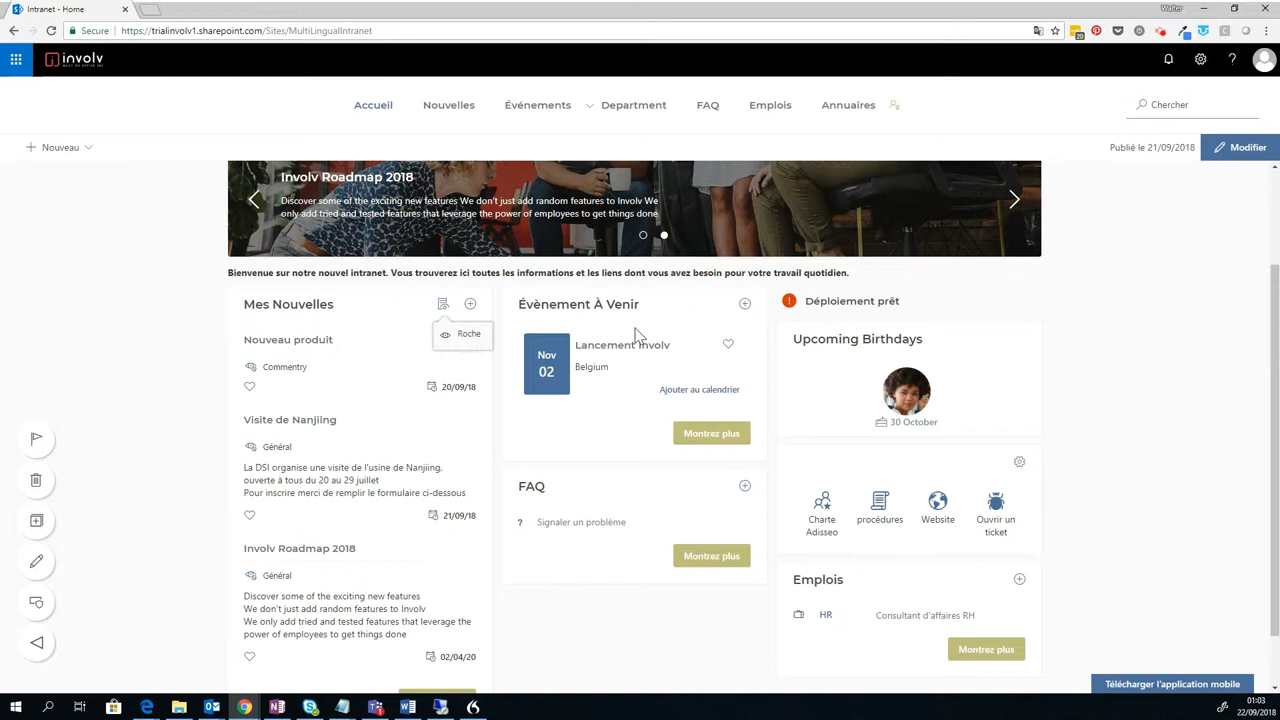 Intranet - Home
Walter
Secure
https://trialinvolv1.sharepoint.com/Sites/MultiLingualIntranet
20
involv
BUILT ON OFFICE 365
Accueil
Nouvelles
Événements
Department
FAQ
Emplois
Annuaires
Chercher
Nouveau
Publié le 21/09/2018
Modifier
Involv Roadmap 2018
Discover some of the exciting new features We don't just add random features to Involv We
only add tried and tested features that leverage the power of employees to get things done
Bienvenue sur notre nouvel intranet. Vous trouverez ici toutes les informations et les liens dont vous avez besoin pour votre travail quotidien.
Mes Nouvelles
Roche
Nouveau produit
Commentry
20/09/18
Visite de Nanjiing
Général
La DSI organise une visite de l'usine de Nanjiing,
ouverte à tous du 20 au 29 juillet
Pour inscrire merci de remplir le formulaire ci-dessous
21/09/18
Involv Roadmap 2018
Général
Discover some of the exciting new features
We don't just add random features to Involv
We only add tried and tested features that leverage the
power of employees to get things done
02/04/20
Évènement À Venir
Nov
02
Lancement Involv
Belgium
Ajouter au calendrier
Montrez plus
FAQ
? Signaler un problème
Montrez plus
! Déploiement prêt
Upcoming Birthdays
30 October
Charte
Adisseo
procédures
Website
Ouvrir un
ticket
Emplois
HR
Consultant d'affaires RH
Montrez plus
Télécharger l'application mobile
01:03
22/09/2018